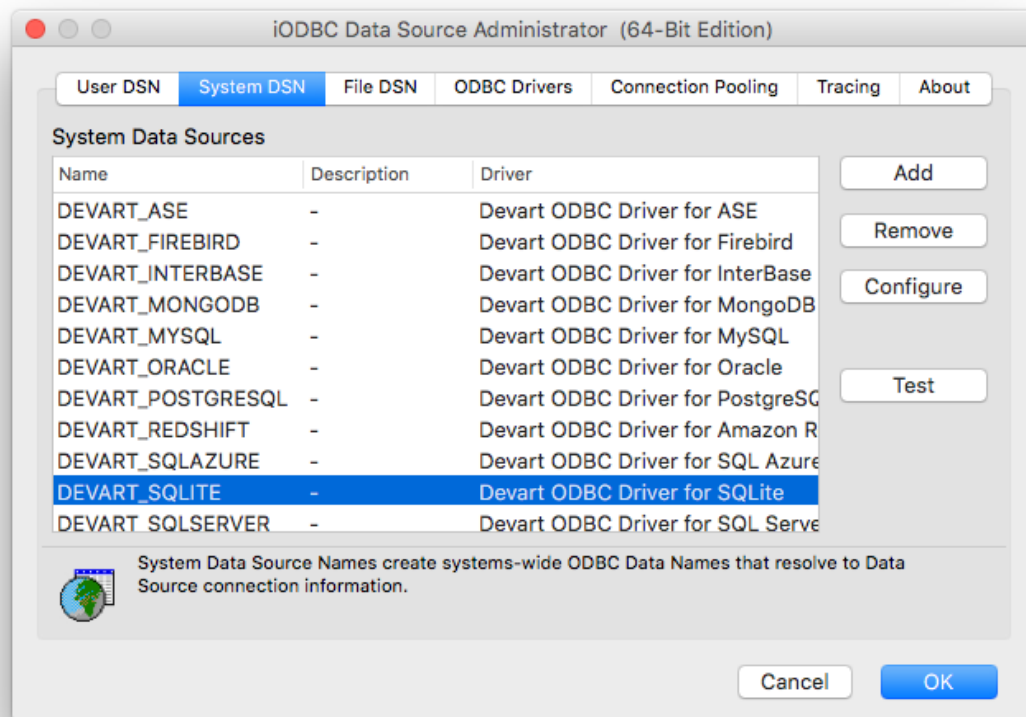 iODBC Data Source Administrator (64-Bit Edition)
User DSN System DSN File DSN ODBC Drivers Connection Pooling Tracing About
System Data Sources
Name Description Driver
DEVART_ASE - Devart ODBC Driver for ASE
DEVART_FIREBIRD - Devart ODBC Driver for Firebird
DEVART_INTERBASE - Devart ODBC Driver for InterBase
DEVART_MONGODB - Devart ODBC Driver for MongoDB
DEVART_MYSQL - Devart ODBC Driver for MySQL
DEVART_ORACLE - Devart ODBC Driver for Oracle
DEVART_POSTGRESQL - Devart ODBC Driver for PostgreSQ
DEVART_REDSHIFT - Devart ODBC Driver for Amazon R
DEVART_SQLAZURE - Devart ODBC Driver for SQL Azure
DEVART_SQLITE - Devart ODBC Driver for SQLite
DEVART_SQLSERVER - Devart ODBC Driver for SQL Serve
Add
Remove
Configure
Test
System Data Source Names create systems-wide ODBC Data Names that resolve to Data
Source connection information.
Cancel OK